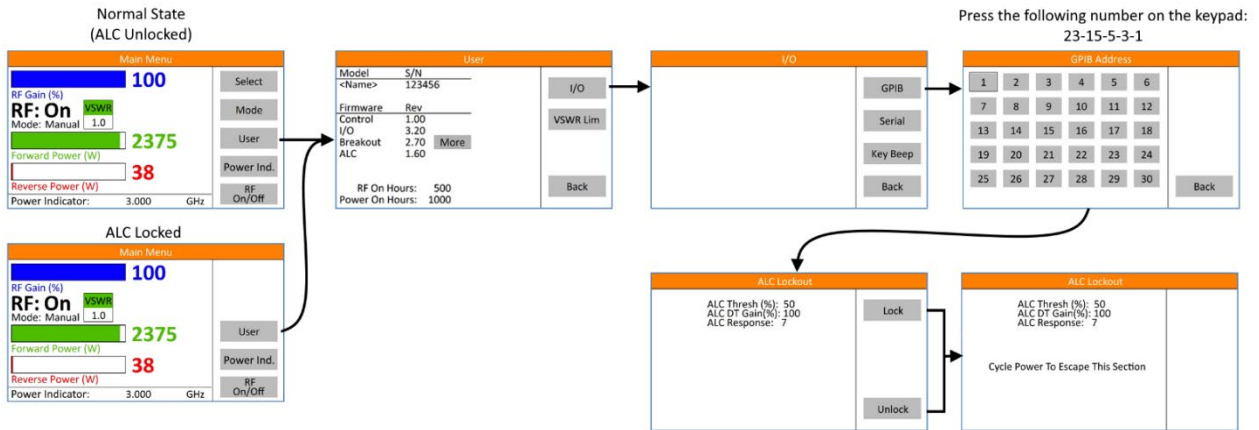 Normal State
(ALC Unlocked)
Main Menu
100
RF Gain (%)
RF: On VSWR
Mode: Manual 1.0
2375
Forward Power (W)
38
Reverse Power (W)
Power Indicator: 3.000 GHz
Select
Mode
User
Power Ind.
RF
On/Off
ALC Locked
Main Menu
100
RF Gain (%)
RF: On VSWR
Mode: Manual 1.0
2375
Forward Power (W)
38
Reverse Power (W)
Power Indicator: 3.000 GHz
User
Power Ind.
RF
On/Off
User
Model S/N
<Name> 123456
Firmware Rev
Control 1.00
I/O 3.20
Breakout 2.70 More
ALC 1.60
RF On Hours: 500
Power On Hours: 1000
I/O
VSWR Lim
Back
I/O
GPIB
Serial
Key Beep
Back
Press the following number on the keypad:
23-15-5-3-1
GPIB Address
1 2 3 4 5 6
7 8 9 10 11 12
13 14 15 16 17 18
19 20 21 22 23 24
25 26 27 28 29 30
Back
ALC Lockout
ALC Thresh (%): 50
ALC DT Gain(%): 100
ALC Response: 7
Lock
Unlock
ALC Lockout
ALC Thresh (%): 50
ALC DT Gain(%): 100
ALC Response: 7
Cycle Power To Escape This Section